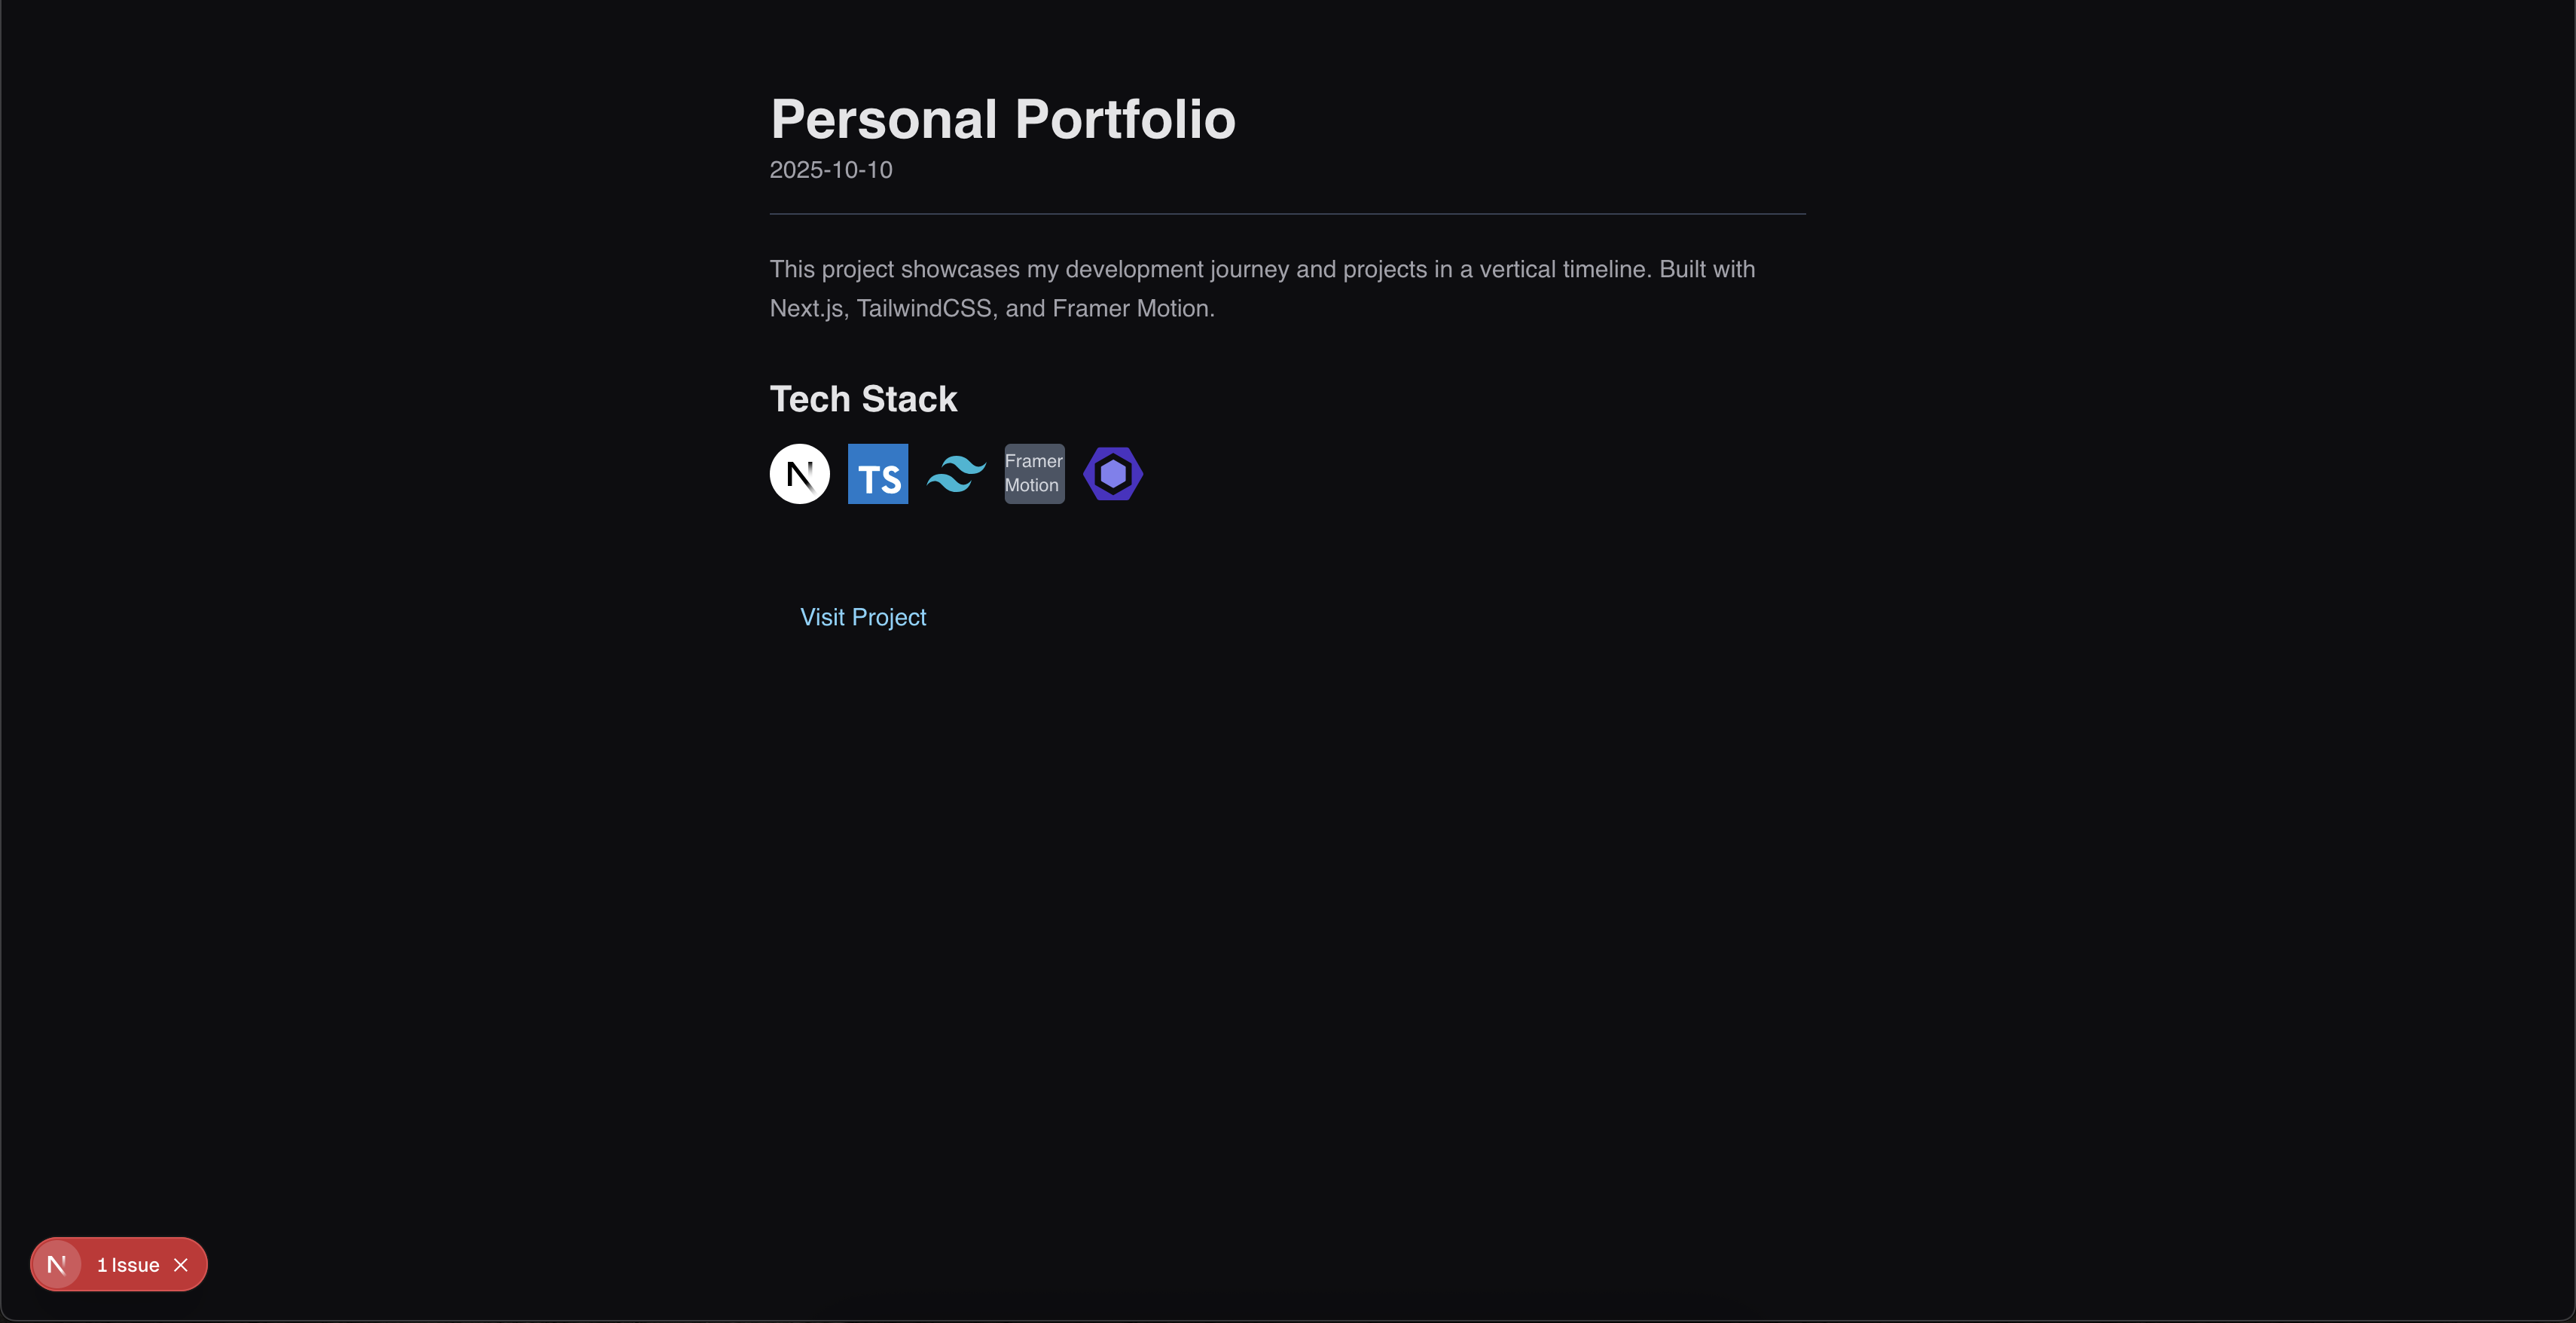 Personal Portfolio
2025-10-10
This project showcases my development journey and projects in a vertical timeline. Built with
Next.js, TailwindCSS, and Framer Motion.
Tech Stack
N
TS
Framer
Motion
Visit Project
N 1 Issue